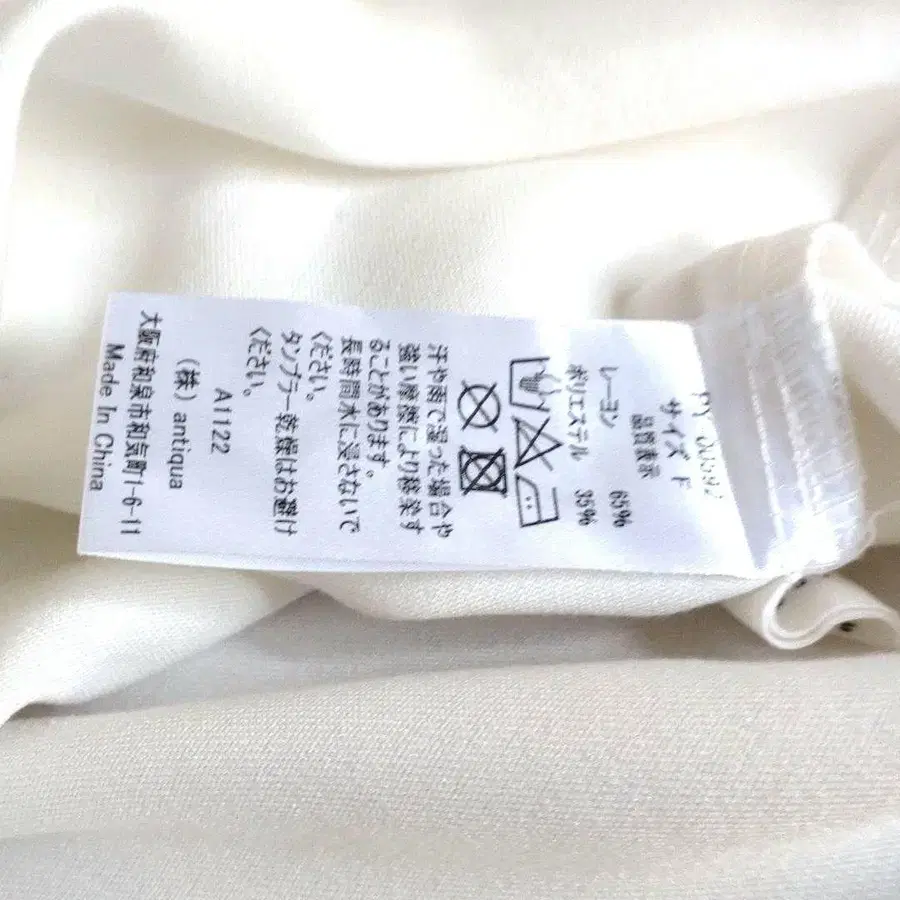 サイズ F
品質表示
レーヨン 65%
ポリエステル 35%
汗や雨で湿った場合や
強い摩擦により移染す
ることがあります。
長時間水に浸さないで
ください。
タンブラー乾燥はお避け
ください。
A1122
(株) antiqua
大阪府和泉市和気町1-6-11
Made In China